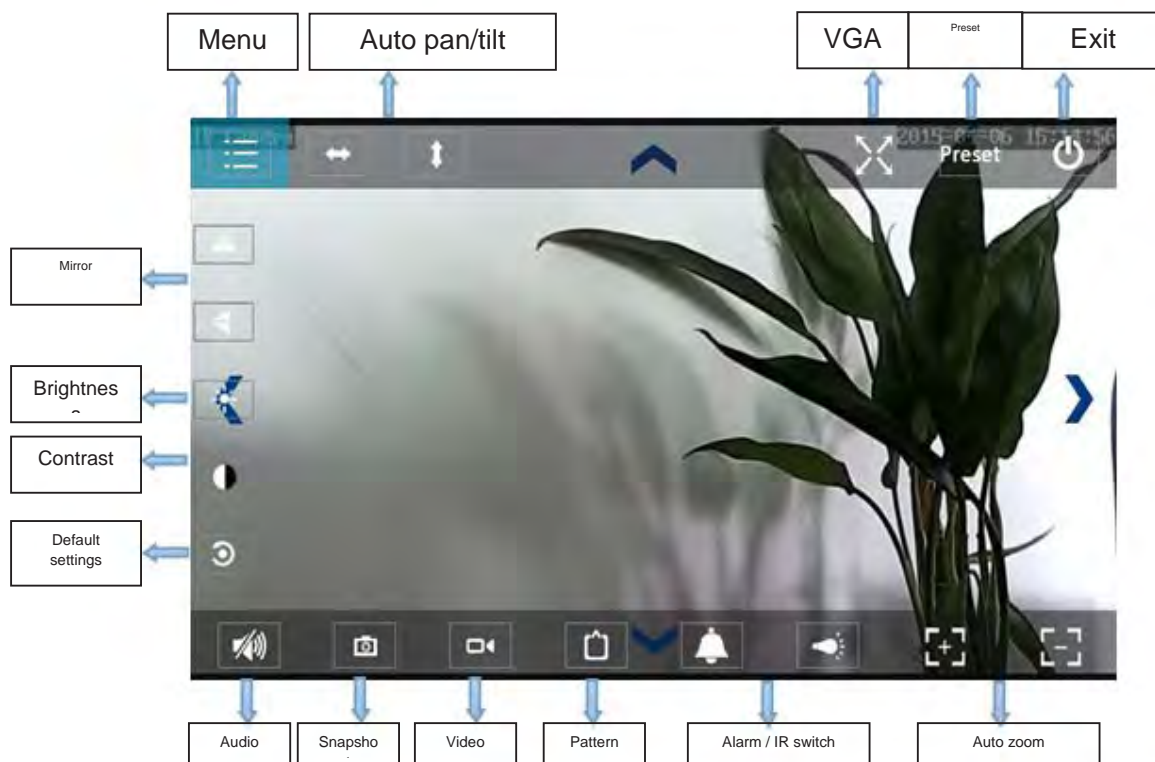 Menu
Auto pan/tilt
VGA
Preset
Exit
Preset
Mirror
Brightnes
Contrast
Default
settings
Audio
Snapsho
Video
Pattern
Alarm / IR switch
Auto zoom